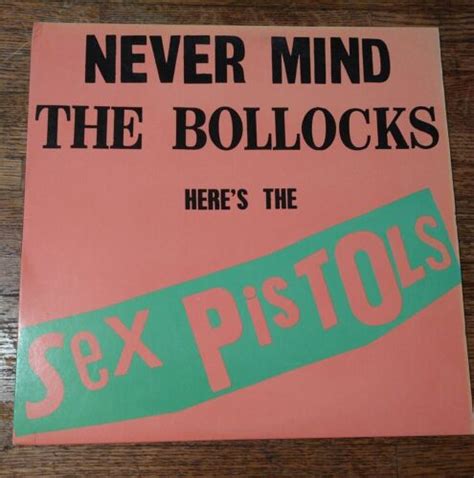 NEVER MIND
THE BOLLOCKS
HERE'S THE
Sex PisTOls